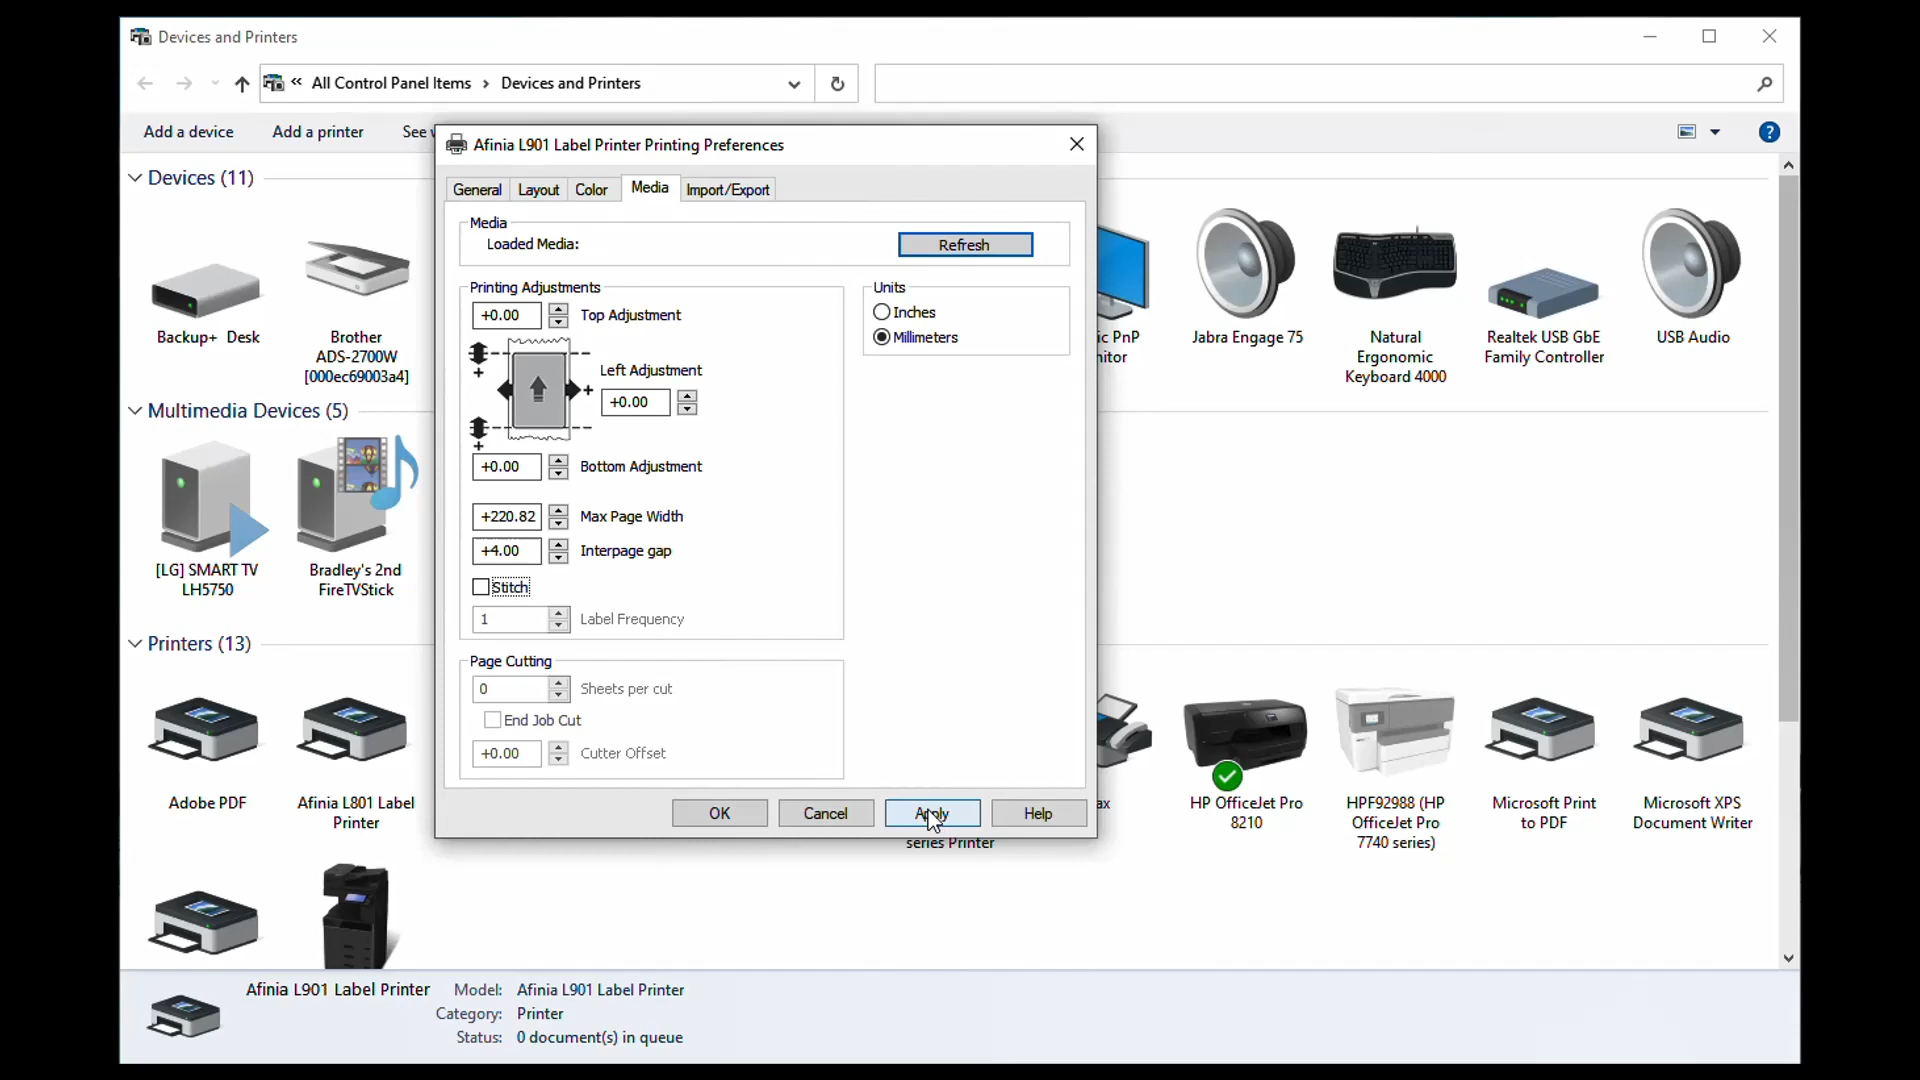 Devices and Printers
« All Control Panel Items › Devices and Printers
Add a device Add a printer See
Afinia L901 Label Printer Printing Preferences
Devices (11)
General Layout Color Media Import/Export
Media
Loaded Media: Refresh
Printing Adjustments
+0.00 Top Adjustment
Left Adjustment
+0.00
+0.00 Bottom Adjustment
+220.82 Max Page Width
+4.00 Interpage gap
Stitch
1 Label Frequency
Units
Inches
Millimeters
Page Cutting
0 Sheets per cut
End Job Cut
+0.00 Cutter Offset
OK Cancel Apply Help
Backup+ Desk
Brother
ADS-2700W
[000ec69003a4]
ic PnP
Jabra Engage 75
Natural
Ergonomic
Keyboard 4000
Realtek USB GbE
Family Controller
USB Audio
Multimedia Devices (5)
[LG] SMART TV
LH5750
Bradley's 2nd
FireTVStick
Printers (13)
Adobe PDF
Afinia L801 Label
Printer
series Printer
ax
HP OfficeJet Pro
8210
HPF92988 (HP
OfficeJet Pro
7740 series)
Microsoft Print
to PDF
Microsoft XPS
Document Writer
Afinia L901 Label Printer Model: Afinia L901 Label Printer
Category: Printer
Status: 0 document(s) in queue